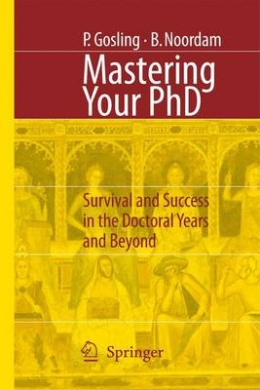 P. Gosling · B. Noordam
Mastering
Your PhD
Survival and Success
in the Doctoral Years
and Beyond
Springer